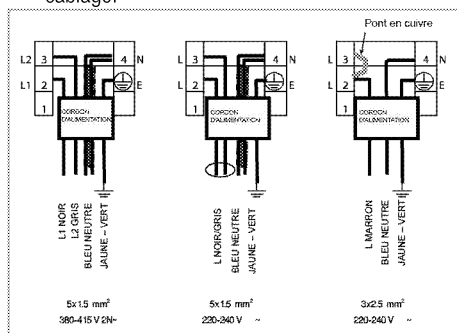 câblage.
Pont en cuivre
L2 3 4 N
L1 2 E
1
CORDON
D'ALIMENTATION
L1 NOIR
L2 GRIS
BLEU NEUTRE
JAUNE – VERT
5x1.5 mm²
380-415 V 2N~
L 3 4 N
L 2 E
1
CORDON
D'ALIMENTATION
L NOIR/GRIS
BLEU NEUTRE
JAUNE – VERT
5x1.5 mm²
220-240 V ~
L 3 4 N
L 2 E
1
CORDON
D'ALIMENTATION
L MARRON
BLEU NEUTRE
JAUNE – VERT
3x2.5 mm²
220-240 V ~